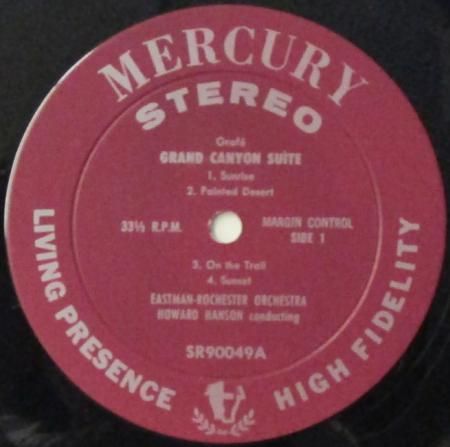 MERCURY
STEREO
Grofé
GRAND CANYON SUITE
1. Sunrise
2. Painted Desert
33⅓ R.P.M.
MARGIN CONTROL
SIDE 1
3. On the Trail
4. Sunset
EASTMAN-ROCHESTER ORCHESTRA
HOWARD HANSON conducting
SR90049A
LIVING PRESENCE
HIGH FIDELITY